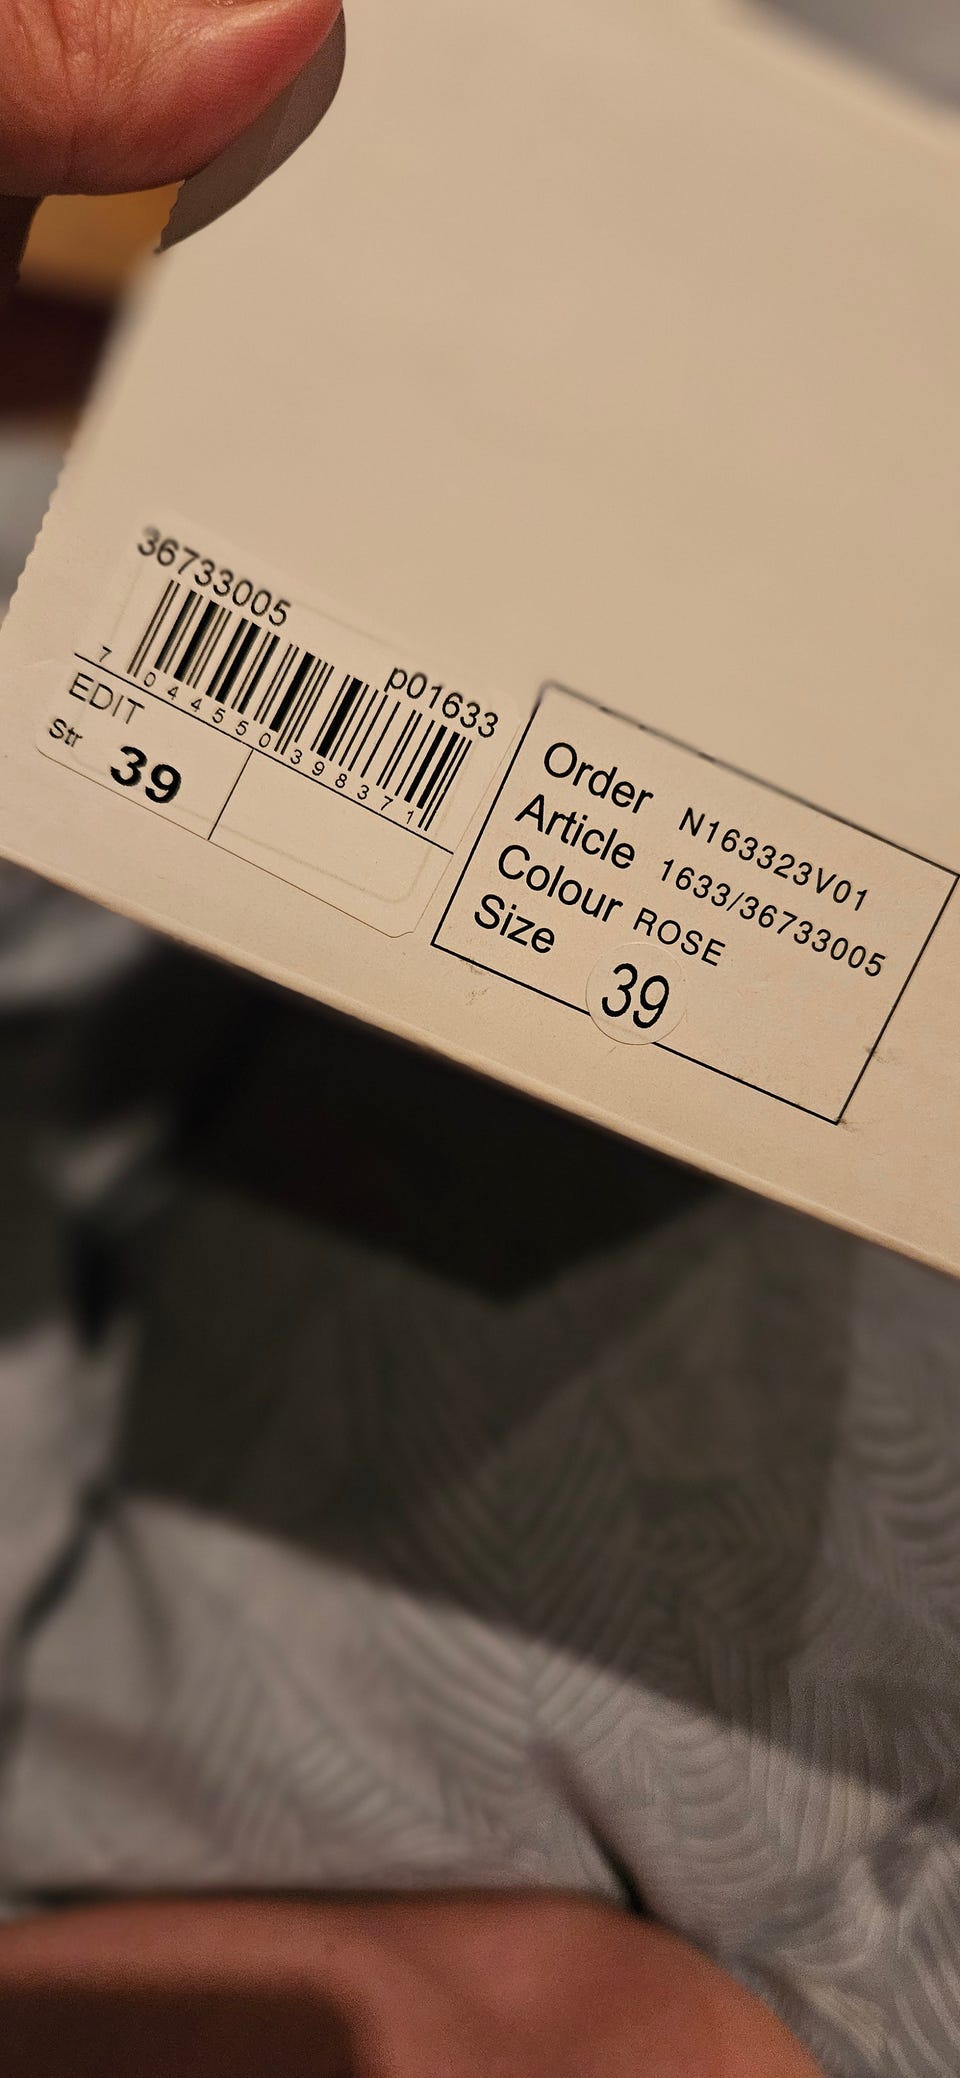 36733005
p01633
7 044550 398371
EDIT
Str 39
Order N163323V01
Article 1633/36733005
Colour ROSE
Size 39